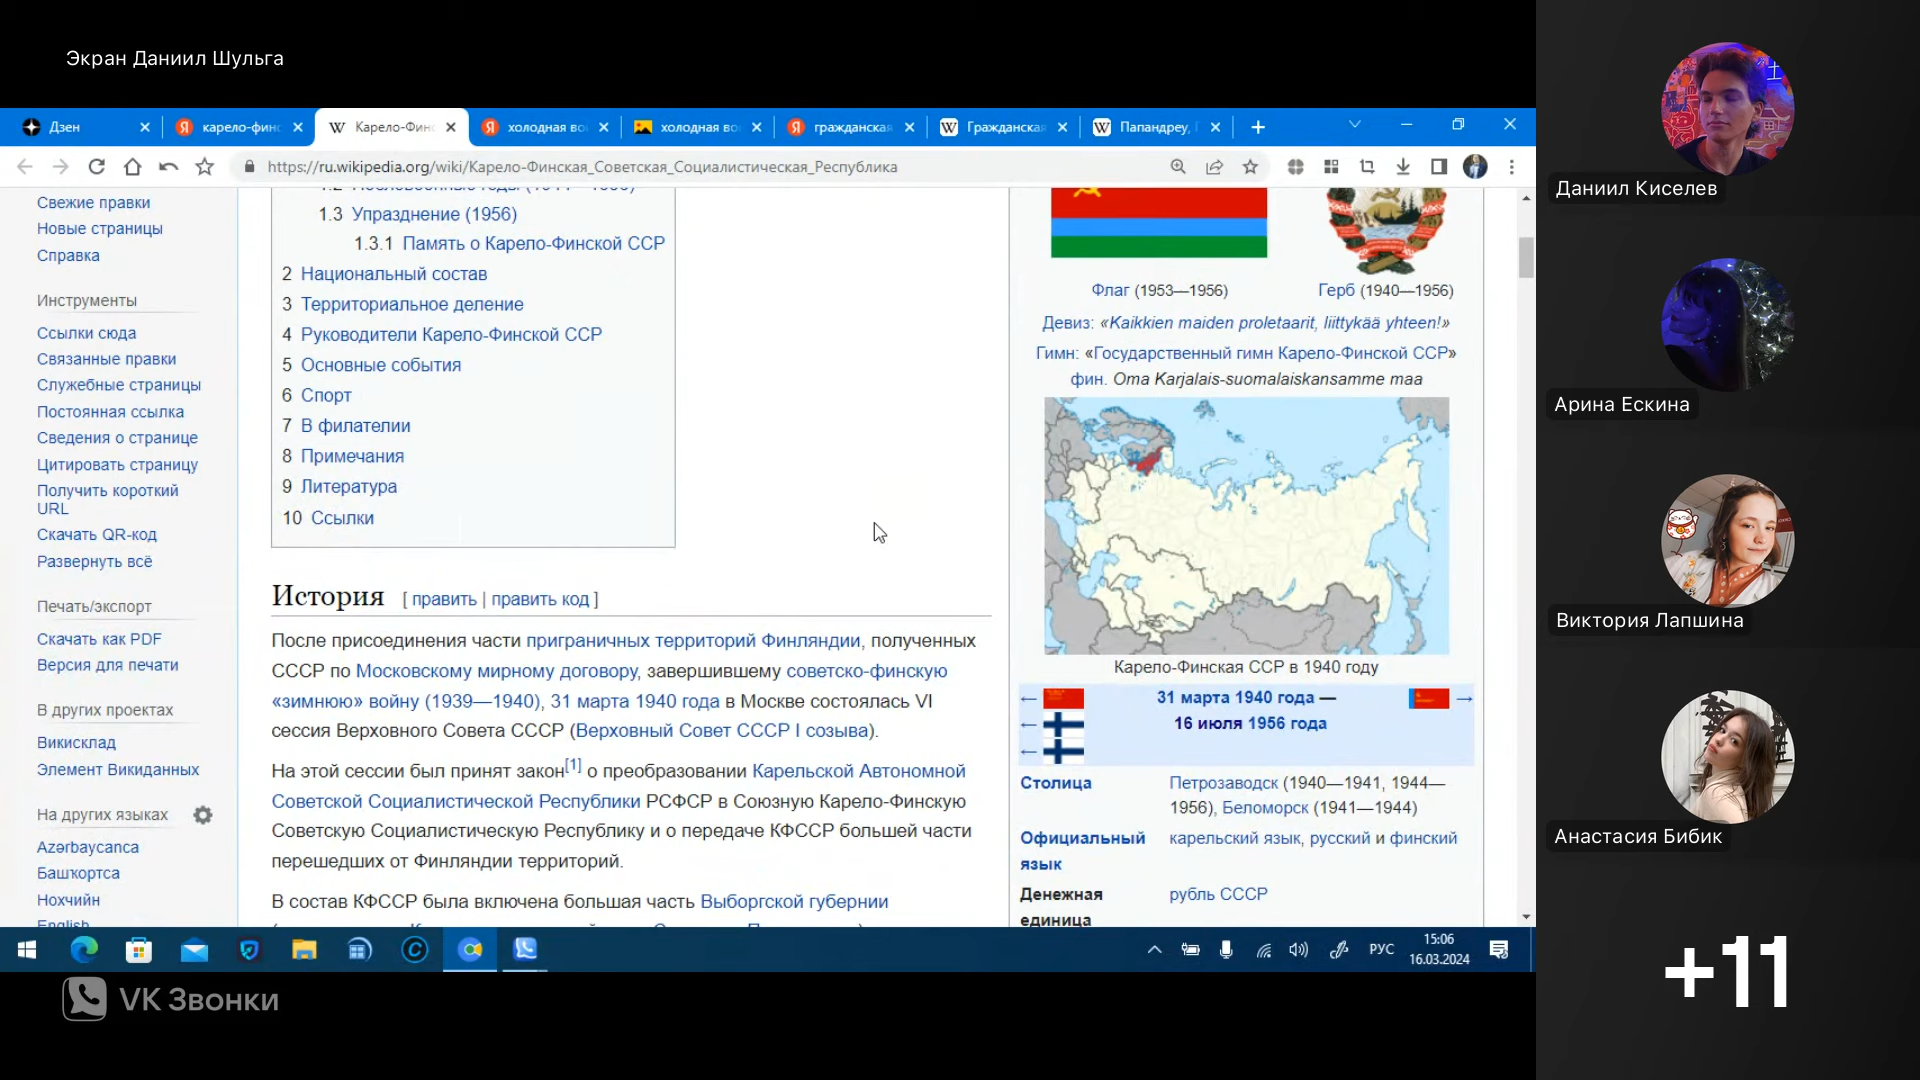 Экран Даниил Шульга
Дзен
карело-финс
Карело-Финс
холодная во
холодная во
гражданская
Гражданская
Папандреу,
https://ru.wikipedia.org/wiki/Карело-Финская_Советская_Социалистическая_Республика
Свежие правки
Новые страницы
Справка
Инструменты
Ссылки сюда
Связанные правки
Служебные страницы
Постоянная ссылка
Сведения о странице
Цитировать страницу
Получить короткий
URL
Скачать QR-код
Развернуть всё
Печать/экспорт
Скачать как PDF
Версия для печати
В других проектах
Викисклад
Элемент Викиданных
На других языках
Azərbaycanca
Башҡортса
Нохчийн
English
1.3 Упразднение (1956)
1.3.1 Память о Карело-Финской ССР
2 Национальный состав
3 Территориальное деление
4 Руководители Карело-Финской ССР
5 Основные события
6 Спорт
7 В филателии
8 Примечания
9 Литература
10 Ссылки
История [ править | править код ]
После присоединения части приграничных территорий Финляндии, полученных
СССР по Московскому мирному договору, завершившему советско-финскую
«зимнюю» войну (1939—1940), 31 марта 1940 года в Москве состоялась VI
сессия Верховного Совета СССР (Верховный Совет СССР I созыва).
На этой сессии был принят закон[1] о преобразовании Карельской Автономной
Советской Социалистической Республики РСФСР в Союзную Карело-Финскую
Советскую Социалистическую Республику и о передаче КФССР большей части
перешедших от Финляндии территорий.
В состав КФССР была включена большая часть Выборгской губернии
Флаг (1953—1956)
Герб (1940—1956)
Девиз: «Kaikkien maiden proletaarit, liittykää yhteen!»
Гимн: «Государственный гимн Карело-Финской ССР»
фин. Oma Karjalais-suomalaiskansamme maa
Карело-Финская ССР в 1940 году
← 31 марта 1940 года — →
← 16 июля 1956 года
←
Столица Петрозаводск (1940—1941, 1944—
1956), Беломорск (1941—1944)
Официальный карельский язык, русский и финский
язык
Денежная рубль СССР
единица
РУС
15:06
16.03.2024
VK Звонки
Даниил Киселев
Арина Ескина
Виктория Лапшина
Анастасия Бибик
+11